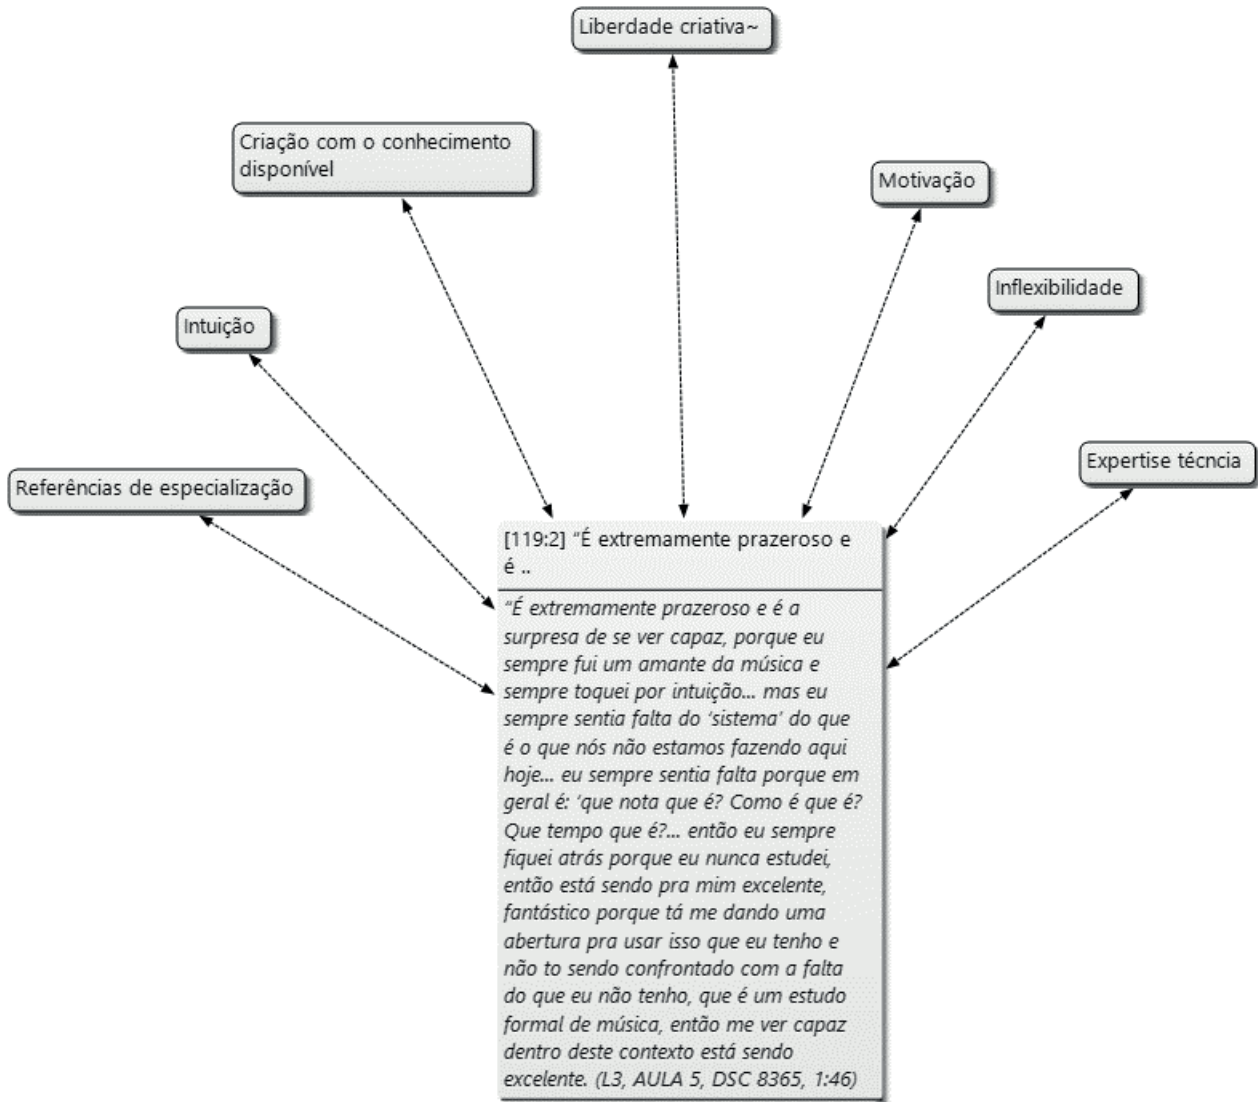 Liberdade criativa~
Criação com o conhecimento
disponível
Motivação
Inflexibilidade
Intuição
Expertise técncia
Referências de especialização
[119:2] “É extremamente prazeroso e
é ..
“É extremamente prazeroso e é a
surpresa de se ver capaz, porque eu
sempre fui um amante da música e
sempre toquei por intuição... mas eu
sempre sentia falta do ‘sistema’ do que
é o que nós não estamos fazendo aqui
hoje... eu sempre sentia falta porque em
geral é: ‘que nota que é? Como é que é?
Que tempo que é?... então eu sempre
fiquei atrás porque eu nunca estudei,
então está sendo pra mim excelente,
fantástico porque tá me dando uma
abertura pra usar isso que eu tenho e
não to sendo confrontado com a falta
do que eu não tenho, que é um estudo
formal de música, então me ver capaz
dentro deste contexto está sendo
excelente. (L3, AULA 5, DSC 8365, 1:46)